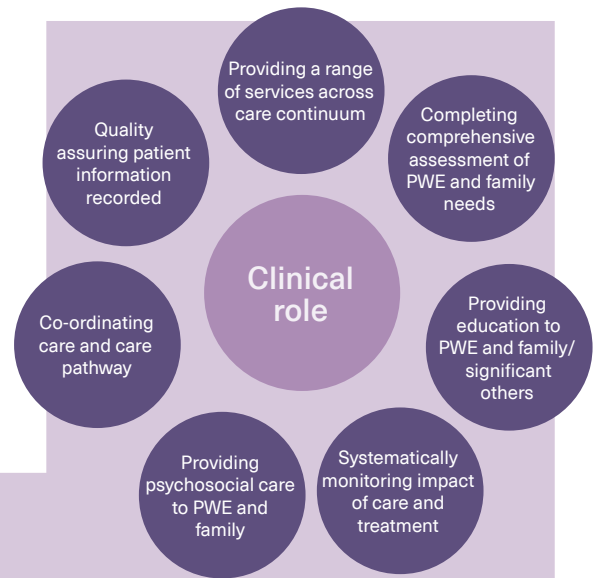 Providing a range
of services across
care continuum
Completing
comprehensive
assessment of
PWE and family
needs
Providing
education to
PWE and family/
significant
others
Systematically
monitoring impact
of care and
treatment
Providing
psychosocial care
to PWE and
family
Co-ordinating
care and care
pathway
Quality
assuring patient
information
recorded
Clinical
role